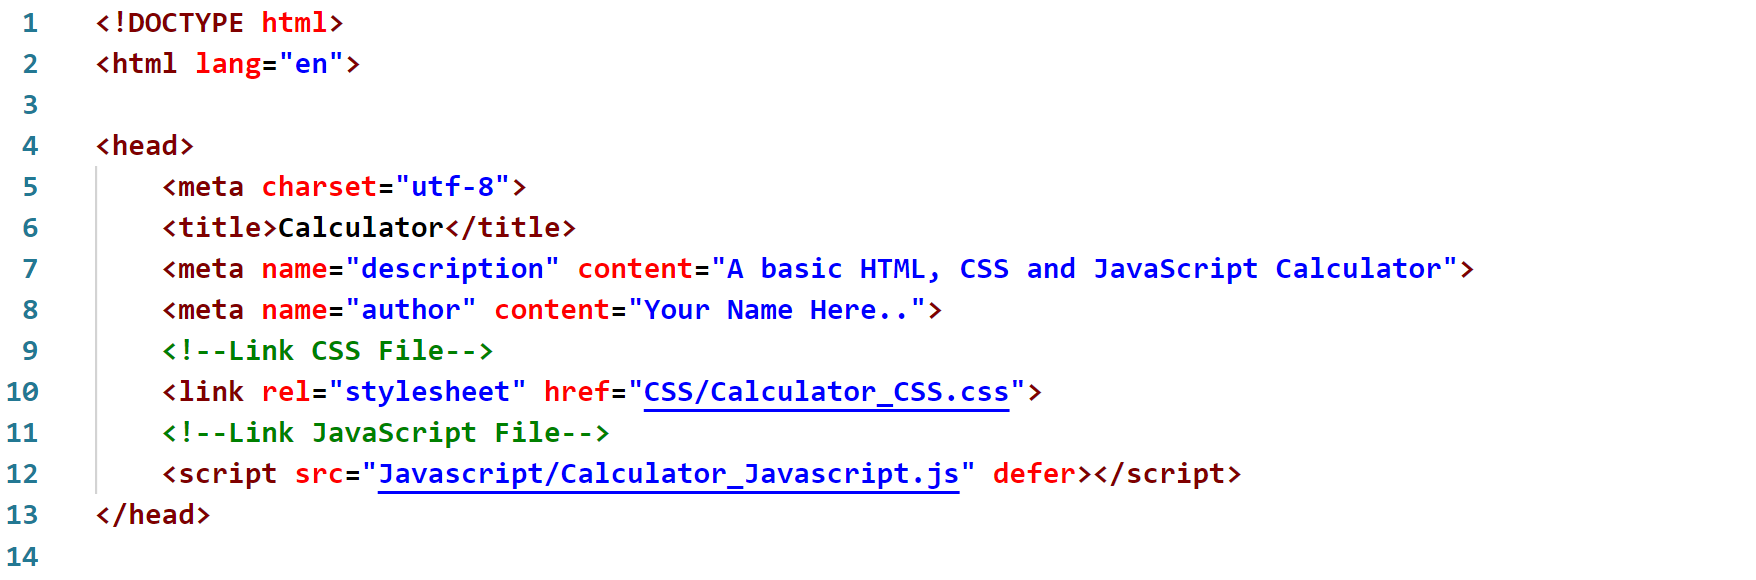 1 <!DOCTYPE html>
2 <html lang="en">
3
4 <head>
5     <meta charset="utf-8">
6     <title>Calculator</title>
7     <meta name="description" content="A basic HTML, CSS and JavaScript Calculator">
8     <meta name="author" content="Your Name Here..">
9     <!--Link CSS File-->
10     <link rel="stylesheet" href="CSS/Calculator_CSS.css">
11     <!--Link JavaScript File-->
12     <script src="Javascript/Calculator_Javascript.js" defer></script>
13 </head>
14